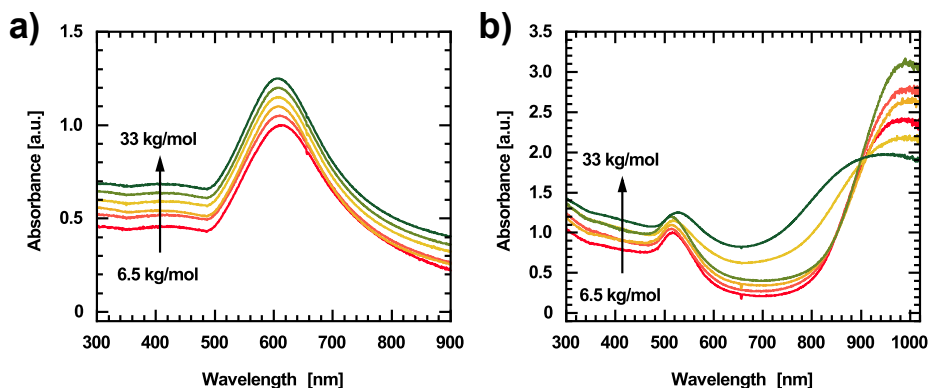 a)
Absorbance [a.u.]
1.5
1.0
0.5
0
33 kg/mol
6.5 kg/mol
300 400 500 600 700 800 900
Wavelength [nm]
b)
Absorbance [a.u.]
3.5
3.0
2.5
2.0
1.5
1.0
0.5
0.0
33 kg/mol
6.5 kg/mol
300 400 500 600 700 800 900 1000
Wavelength [nm]